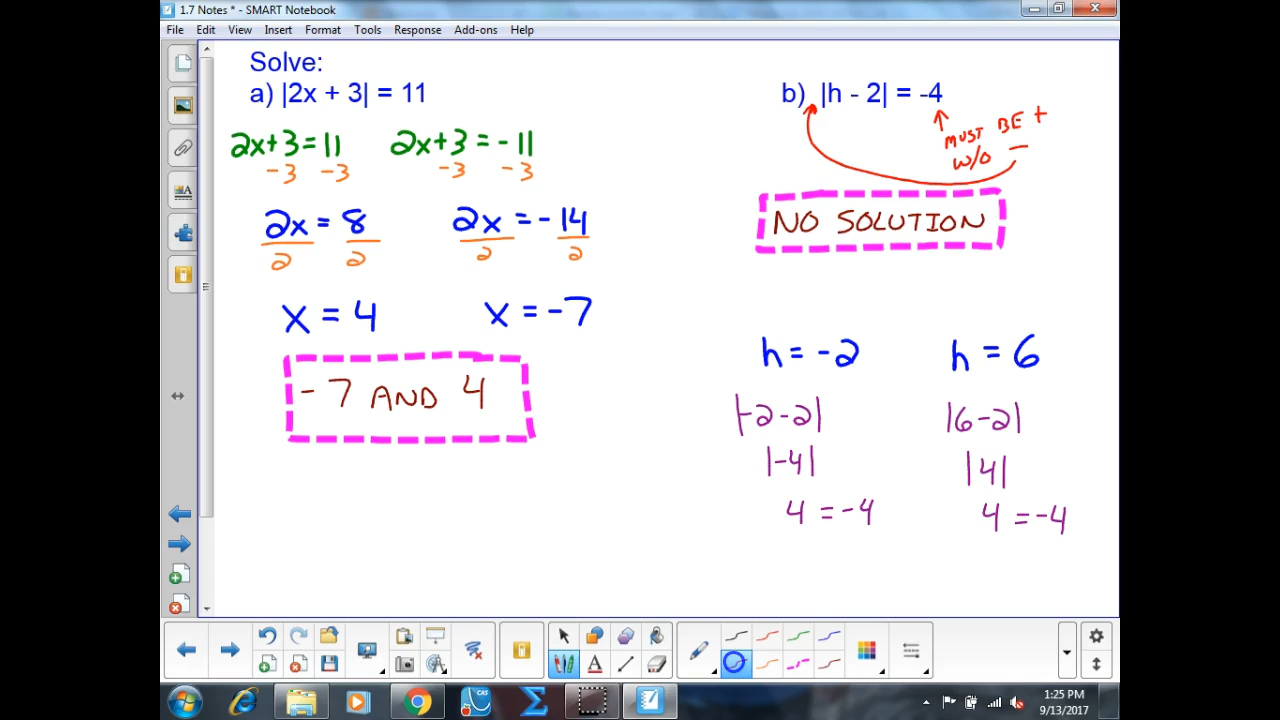 1.7 Notes * - SMART Notebook
File Edit View Insert Format Tools Response Add-ons Help
Solve:
a) |2x + 3| = 11
2x+3=11 2x+3=-11
-3 -3 -3 -3
2x = 8 2x = -14
2 2 2 2
x = 4 x = -7
-7 AND 4
b) |h - 2| = -4
MUST BE +
W/O –
NO SOLUTION
h = -2 h = 6
|-2-2| |6-2|
|-4| |4|
4 = -4 4 = -4
CAS
1:25 PM
9/13/2017